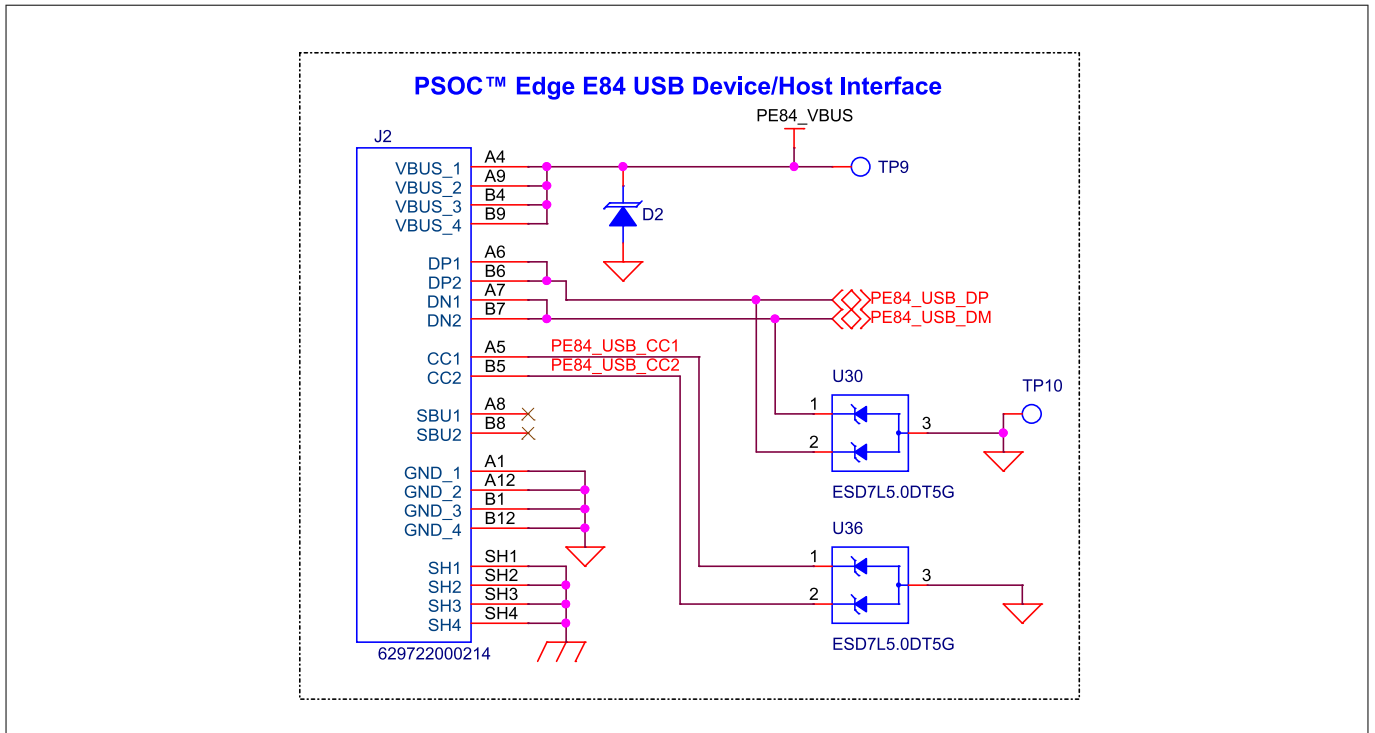 PSOC™ Edge E84 USB Device/Host Interface
PE84_VBUS
J2
VBUS_1 A4
VBUS_2 A9
VBUS_3 B4
VBUS_4 B9
TP9
D2
DP1 A6
DP2 B6
DN1 A7
DN2 B7
PE84_USB_DP
PE84_USB_DM
CC1 A5 PE84_USB_CC1
CC2 B5 PE84_USB_CC2
SBU1 A8
SBU2 B8
U30
TP10
1
2
3
ESD7L5.0DT5G
GND_1 A1
GND_2 A12
GND_3 B1
GND_4 B12
U36
1
2
3
ESD7L5.0DT5G
SH1 SH1
SH2 SH2
SH3 SH3
SH4 SH4
629722000214